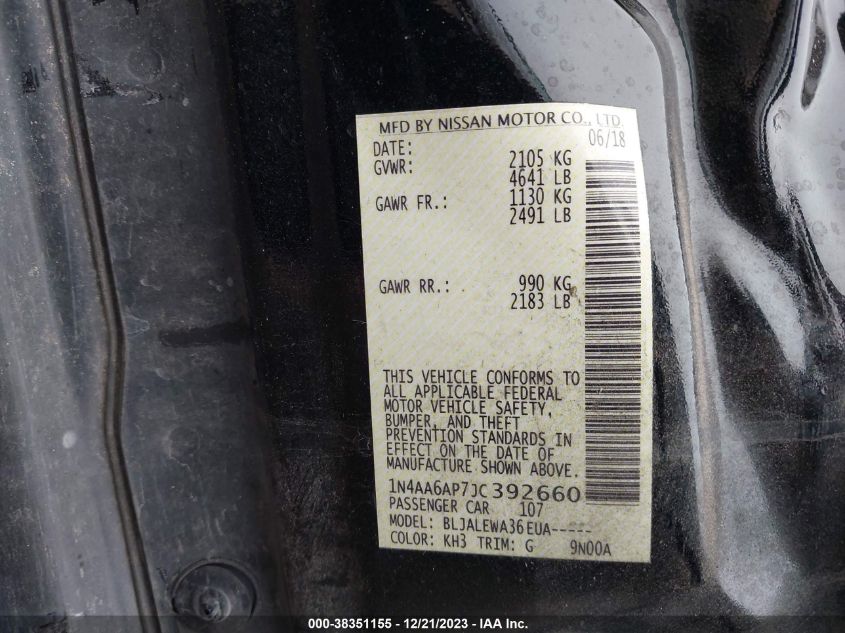 MFD BY NISSAN MOTOR CO., LTD.
DATE: 06/18
GVWR: 2105 KG
4641 LB
GAWR FR.: 1130 KG
2491 LB
GAWR RR.: 990 KG
2183 LB
THIS VEHICLE CONFORMS TO
ALL APPLICABLE FEDERAL
MOTOR VEHICLE SAFETY,
BUMPER, AND THEFT
PREVENTION STANDARDS IN
EFFECT ON THE DATE OF
MANUFACTURE SHOWN ABOVE.
1N4AA6AP7JC392660
PASSENGER CAR 107
MODEL: BLJALEWA36EUA-----
COLOR: KH3 TRIM: G 9N00A
000-38351155 - 12/21/2023 - IAA Inc.